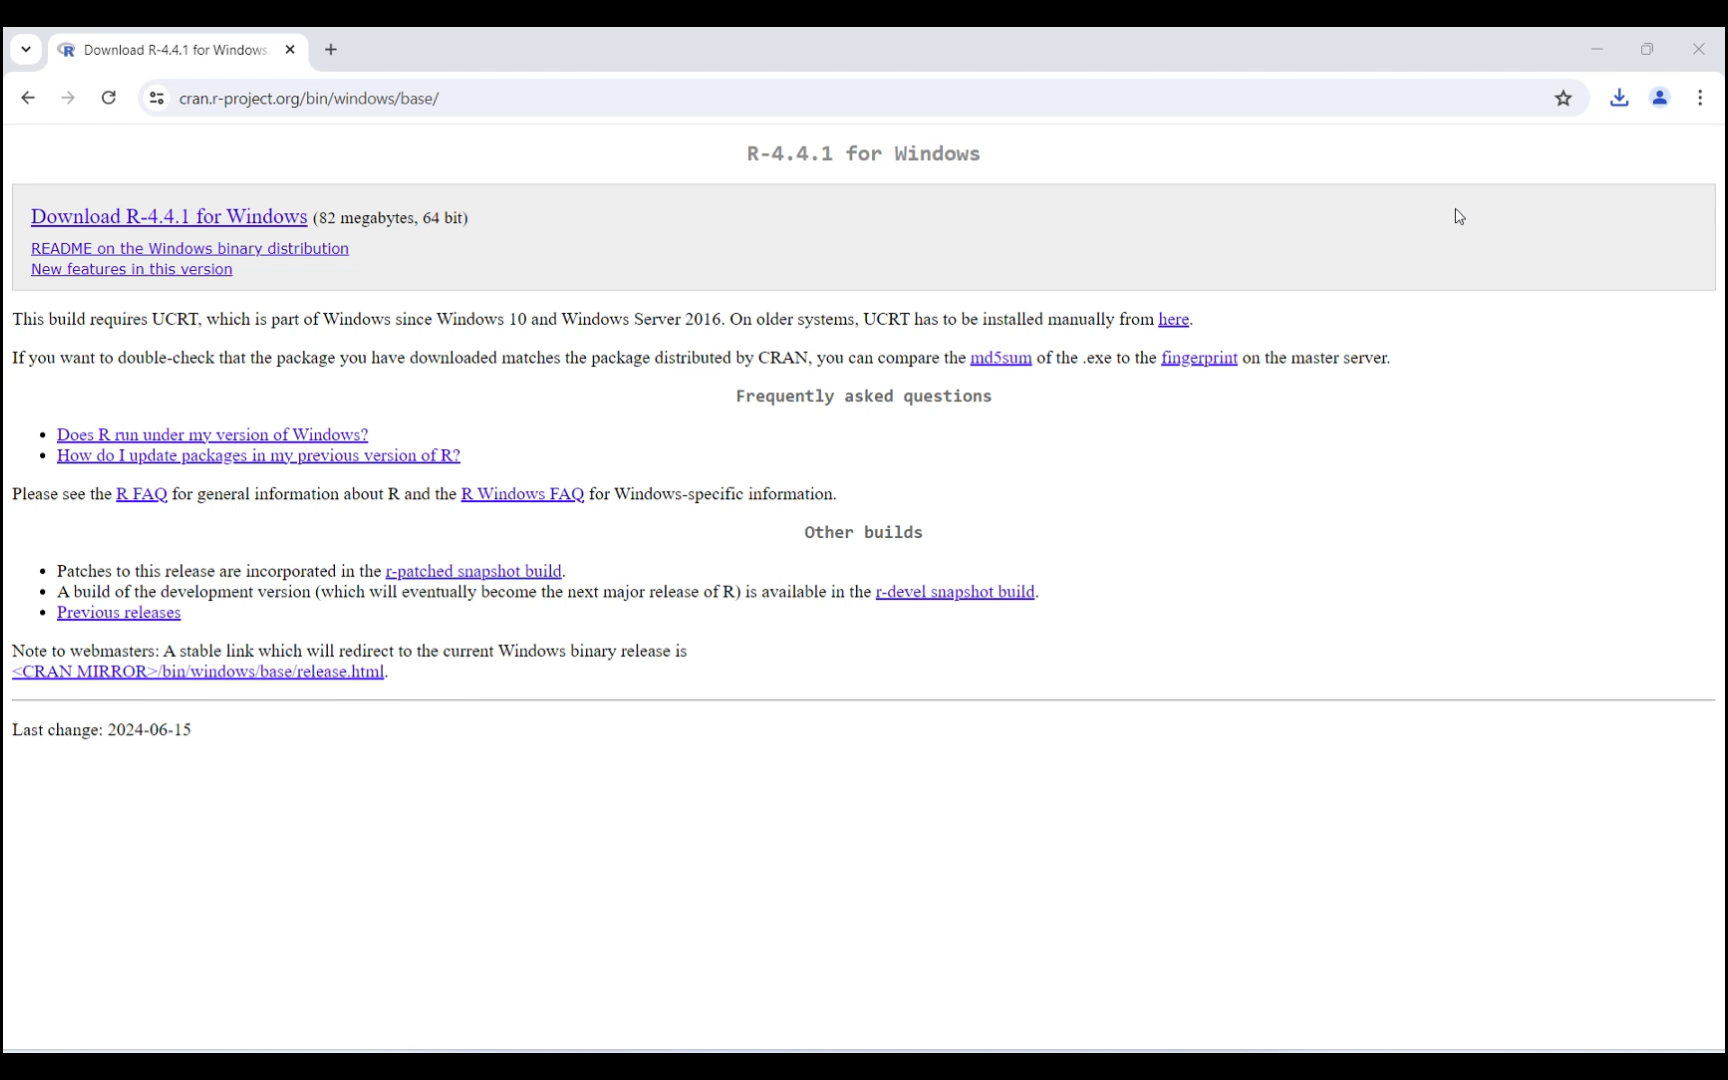 Download R-4.4.1 for Windows
cran.r-project.org/bin/windows/base/
R-4.4.1 for Windows
Download R-4.4.1 for Windows (82 megabytes, 64 bit)
README on the Windows binary distribution
New features in this version
This build requires UCRT, which is part of Windows since Windows 10 and Windows Server 2016. On older systems, UCRT has to be installed manually from here.
If you want to double-check that the package you have downloaded matches the package distributed by CRAN, you can compare the md5sum of the .exe to the fingerprint on the master server.
Frequently asked questions
• Does R run under my version of Windows?
• How do I update packages in my previous version of R?
Please see the R FAQ for general information about R and the R Windows FAQ for Windows-specific information.
Other builds
• Patches to this release are incorporated in the r-patched snapshot build.
• A build of the development version (which will eventually become the next major release of R) is available in the r-devel snapshot build.
• Previous releases
Note to webmasters: A stable link which will redirect to the current Windows binary release is
<CRAN MIRROR>/bin/windows/base/release.html.
Last change: 2024-06-15